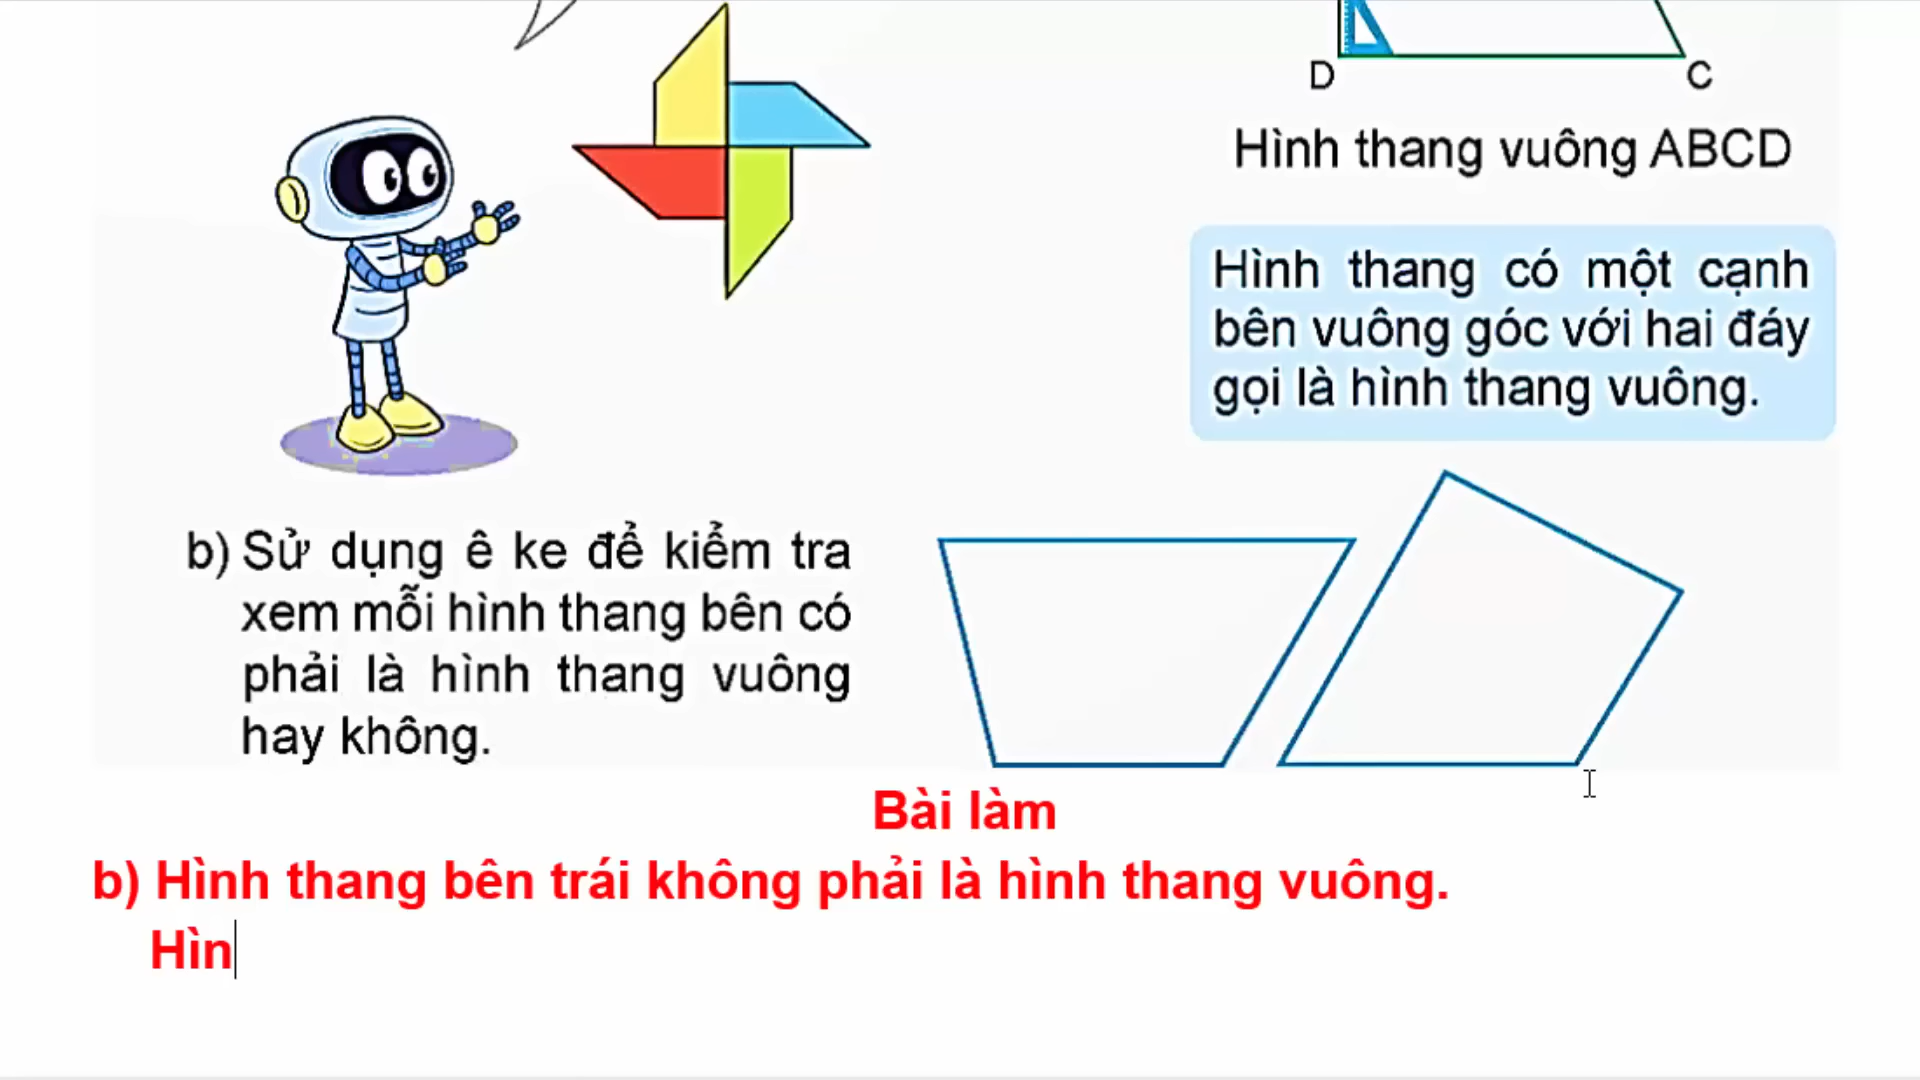 D
C
Hình thang vuông ABCD
Hình thang có một cạnh
bên vuông góc với hai đáy
gọi là hình thang vuông.
b) Sử dụng ê ke để kiểm tra
xem mỗi hình thang bên có
phải là hình thang vuông
hay không.
Bài làm
b) Hình thang bên trái không phải là hình thang vuông.
Hìn